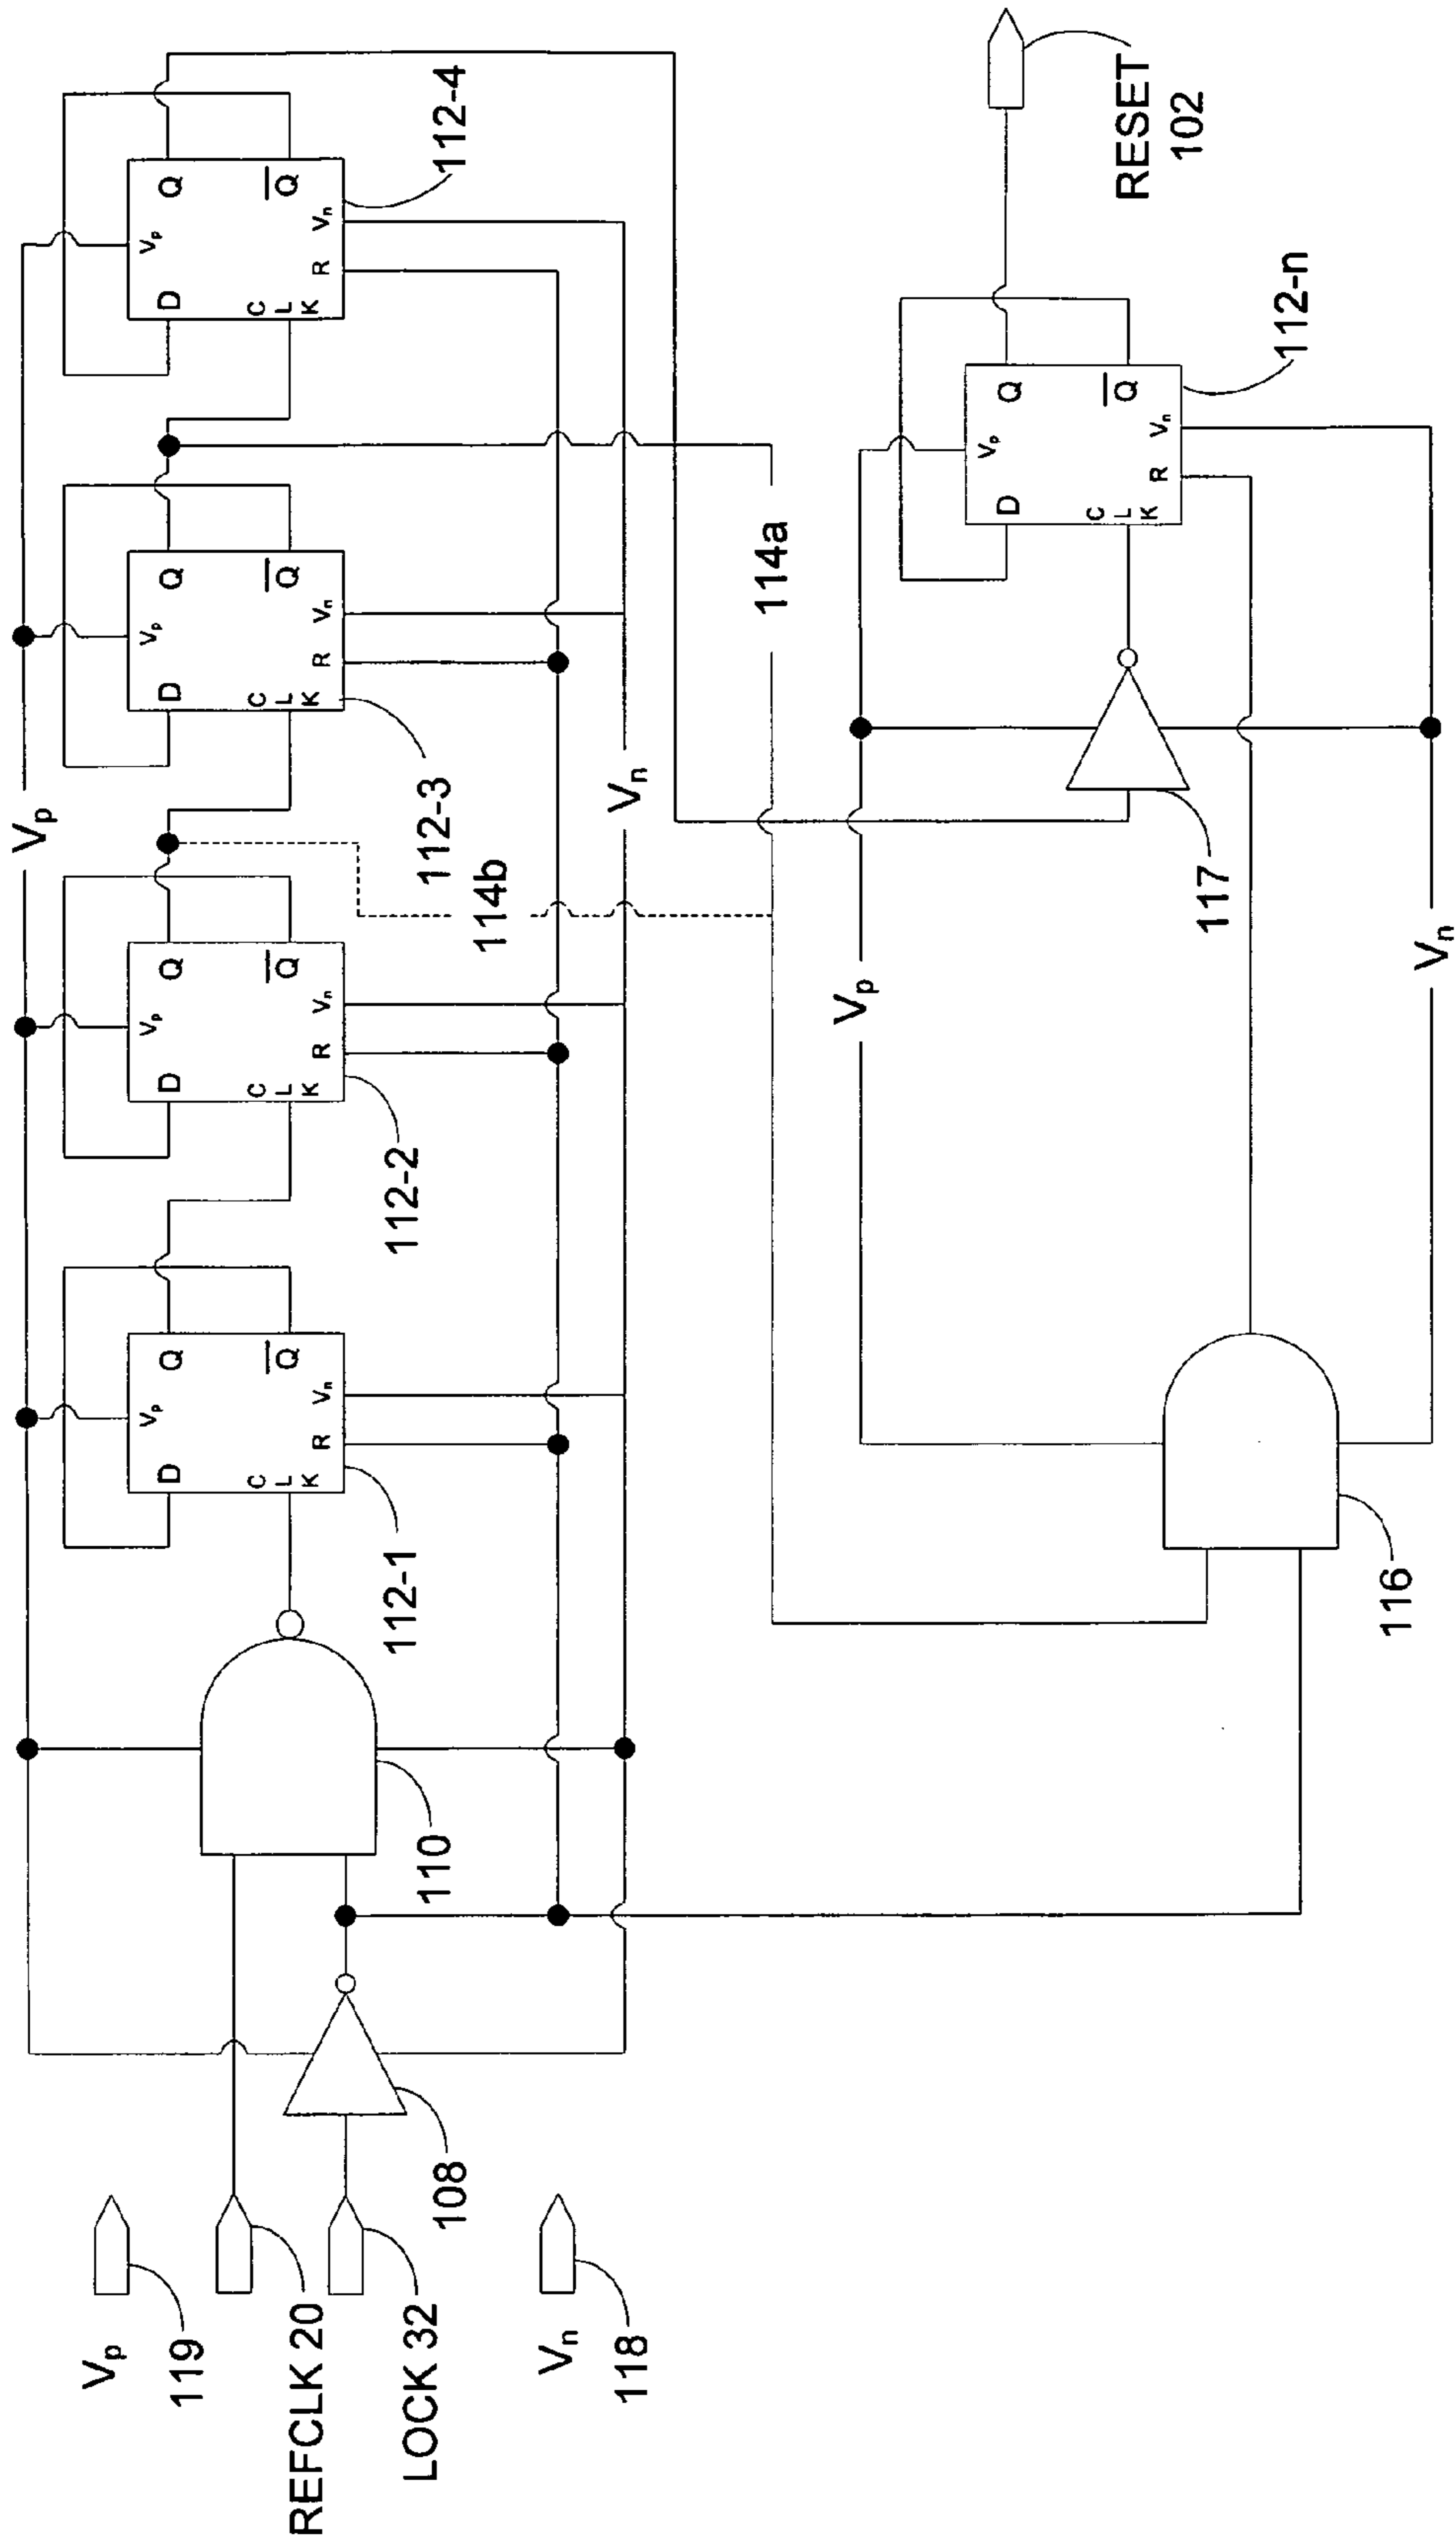 Vp
119
REFCLK 20
LOCK 32
Vn
118
108
110
Vp
Vn
D
Vp
Q
CLK
Q
R
Vn
112-1
D
Vp
Q
CLK
Q
R
Vn
112-2
114b
D
Vp
Q
CLK
Q
R
Vn
112-3
114a
D
Vp
Q
CLK
Q
R
Vn
112-4
116
Vp
Vn
117
D
Vp
Q
CLK
Q
R
Vn
112-n
RESET
102